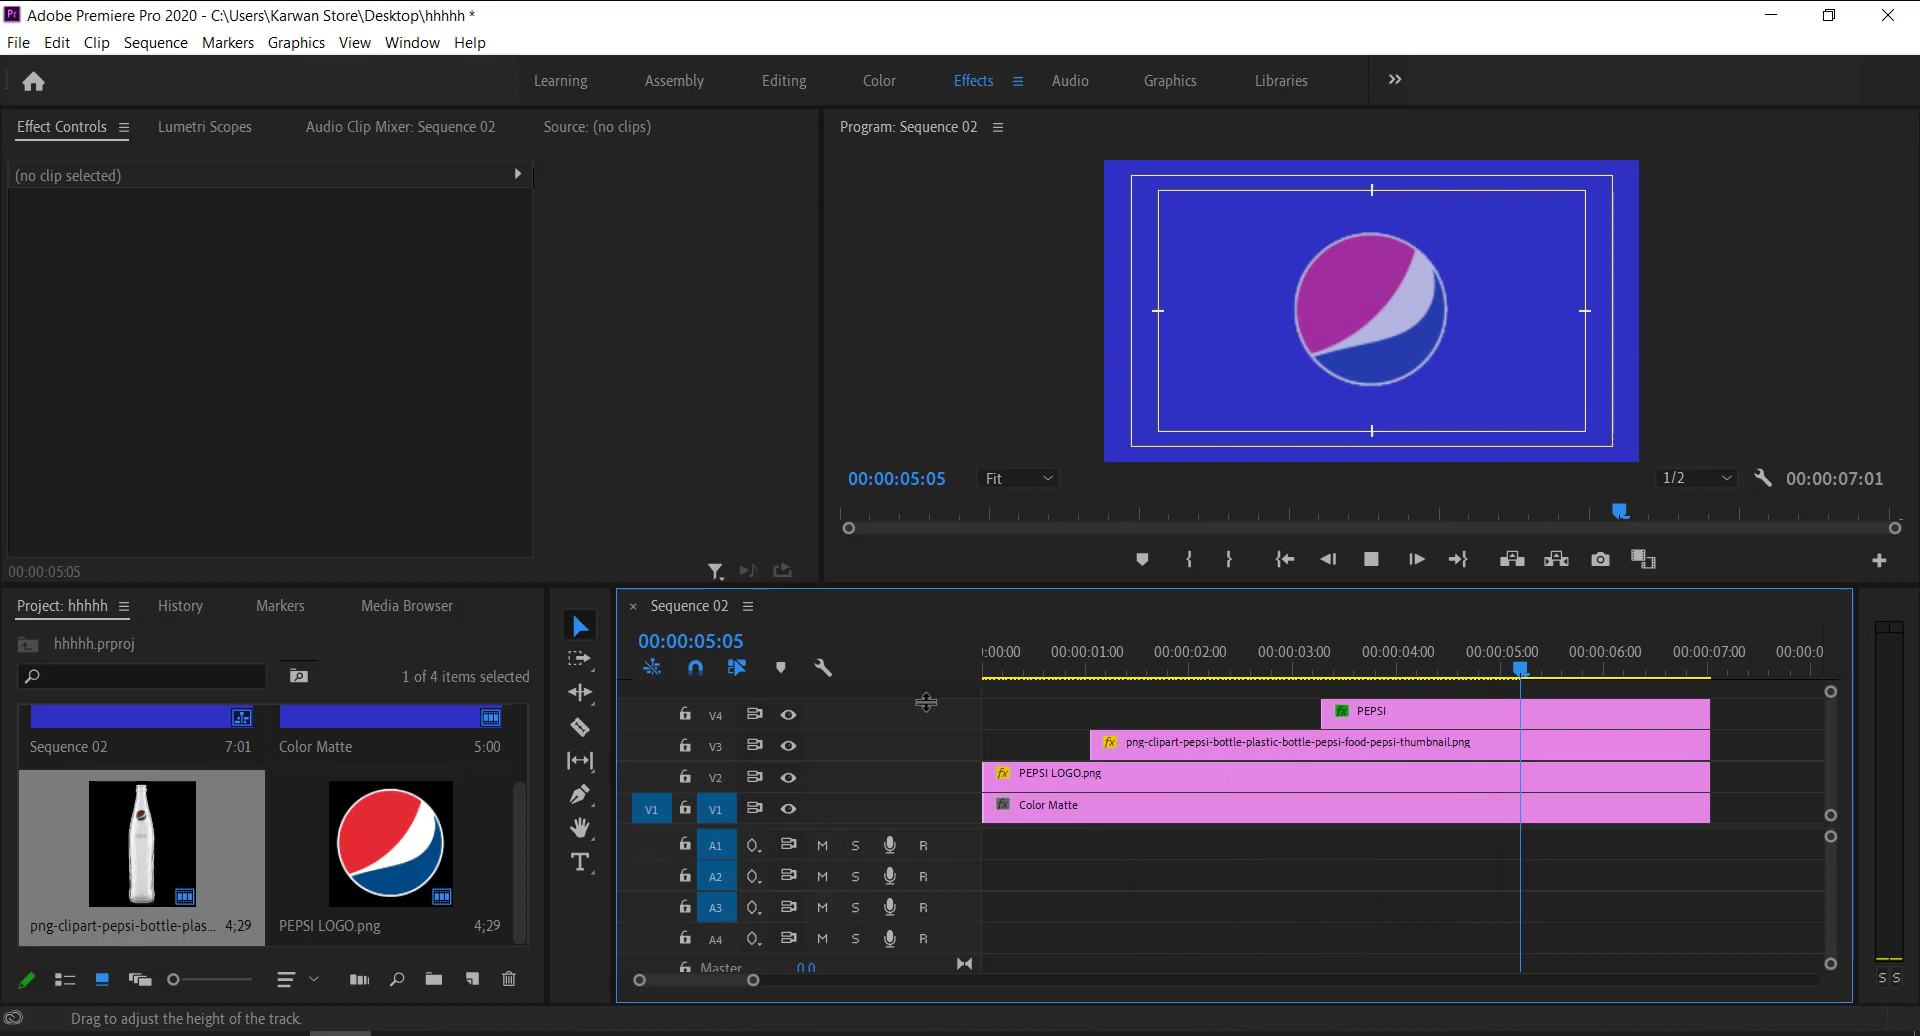 Adobe Premiere Pro 2020 - C:\Users\Karwan Store\Desktop\hhhhh *
File Edit Clip Sequence Markers Graphics View Window Help
Learning Assembly Editing Color Effects Audio Graphics Libraries
Effect Controls Lumetri Scopes Audio Clip Mixer: Sequence 02 Source: (no clips)
Program: Sequence 02
(no clip selected)
00:00:05:05 Fit 1/2 00:00:07:01
00:00:05:05
Project: hhhhh History Markers Media Browser
hhhhh.prproj
1 of 4 items selected
Sequence 02 7:01 Color Matte 5:00
png-clipart-pepsi-bottle-plas... 4;29 PEPSI LOGO.png 4;29
Sequence 02
00:00:05:05
:00:00 00:00:01:00 00:00:02:00 00:00:03:00 00:00:04:00 00:00:05:00 00:00:06:00 00:00:07:00 00:00:0
V4 fx PEPSI
V3 fx png-clipart-pepsi-bottle-plastic-bottle-pepsi-food-pepsi-thumbnail.png
V2 fx PEPSI LOGO.png
V1 V1 fx Color Matte
A1 M S R
A2 M S R
A3 M S R
A4 M S R
Master 0.0
S S
Drag to adjust the height of the track.